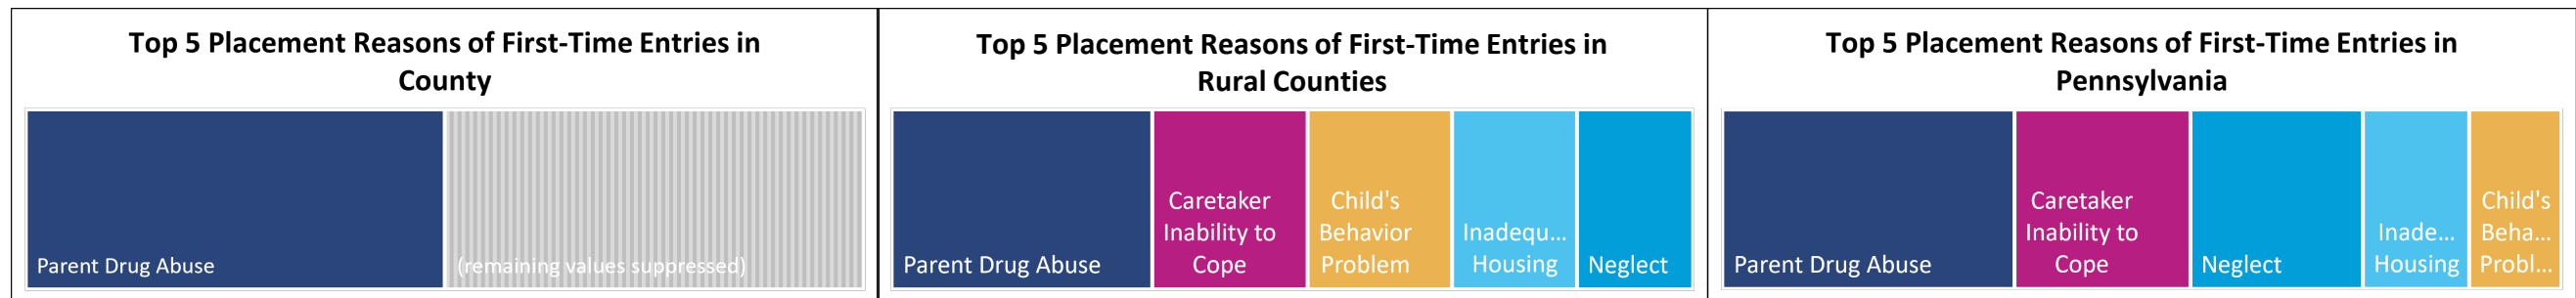 Top 5 Placement Reasons of First-Time Entries in
County
Parent Drug Abuse
(remaining values suppressed)
Top 5 Placement Reasons of First-Time Entries in
Rural Counties
Parent Drug Abuse
Caretaker
Inability to
Cope
Child's
Behavior
Problem
Inadequ...
Housing
Neglect
Top 5 Placement Reasons of First-Time Entries in
Pennsylvania
Parent Drug Abuse
Caretaker
Inability to
Cope
Neglect
Inade...
Housing
Child's
Beha...
Probl...